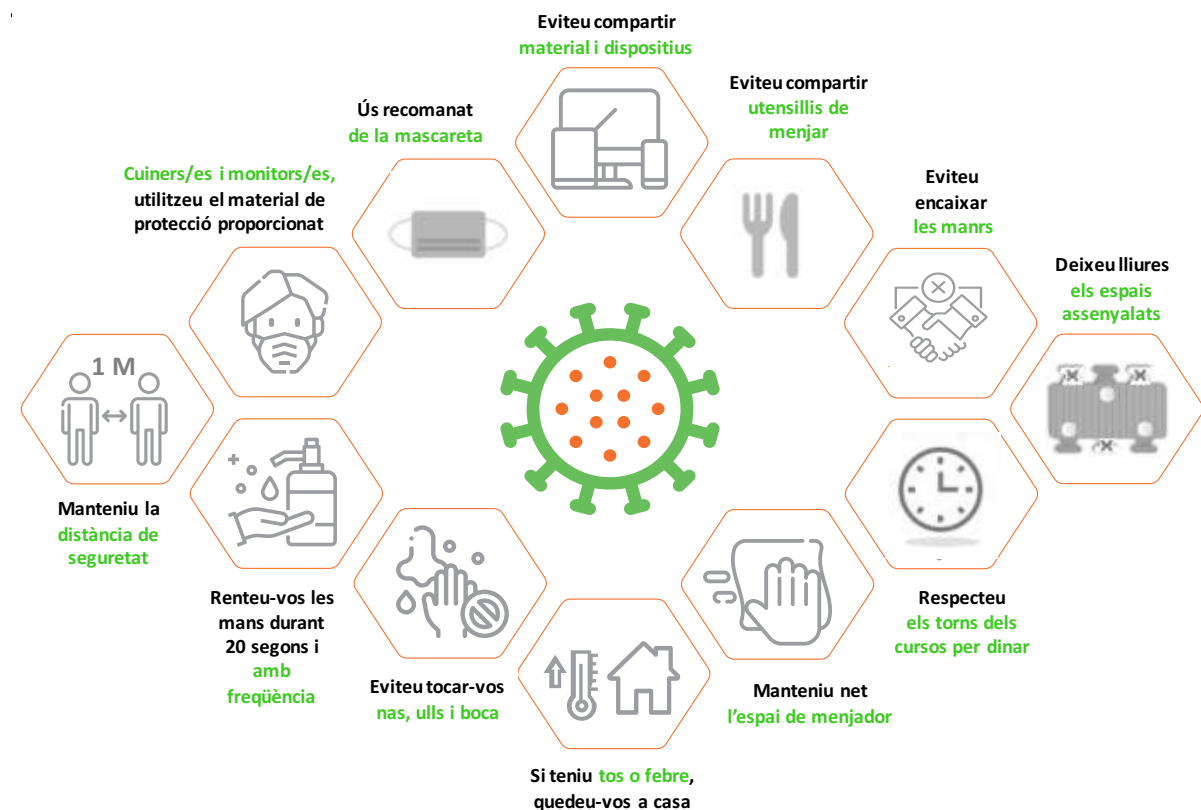 Eviteu compartir
material i dispositius
Eviteu compartir
utensillis de
menjar
Ús recomanat
de la mascareta
Cuiners/es i monitors/es,
utilitzeu el material de
protecció proporcionat
Eviteu
encaixar
les manrs
Deixeu lliures
els espais
assenyalats
1 M
Manteniu la
distància de
seguretat
Renteu-vos les
mans durant
20 segons i
amb
freqüència
Eviteu tocar-vos
nas, ulls i boca
Si teniu tos o febre,
quedeu-vos a casa
Manteniu net
l'espai de menjador
Respecteu
els torns dels
cursos per dinar